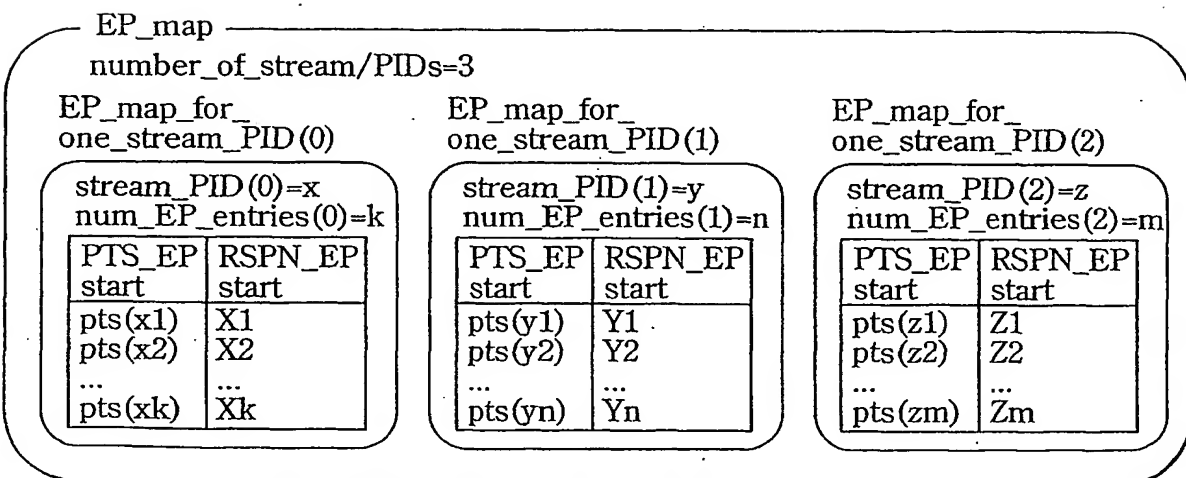 EP_map
number_of_stream/PIDs=3
EP_map_for_
one_stream_PID(0)
stream_PID(0)=x
num_EP_entries(0)=k
PTS_EP RSPN_EP
start start
pts(x1) X1
pts(x2) X2
... ...
pts(xk) Xk
EP_map_for_
one_stream_PID(1)
stream_PID(1)=y
num_EP_entries(1)=n
PTS_EP RSPN_EP
start start
pts(y1) Y1
pts(y2) Y2
... ...
pts(yn) Yn
EP_map_for_
one_stream_PID(2)
stream_PID(2)=z
num_EP_entries(2)=m
PTS_EP RSPN_EP
start start
pts(z1) Z1
pts(z2) Z2
... ...
pts(zm) Zm